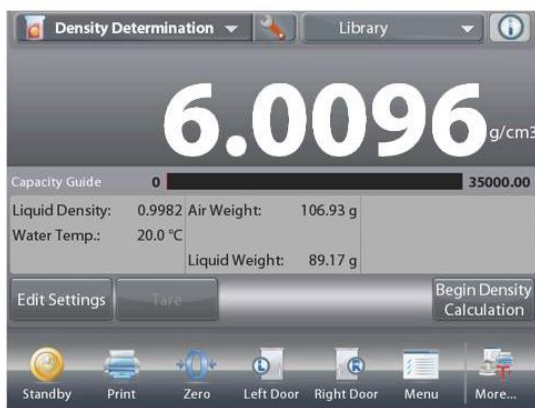 Density Determination Library
6.0096 g/cm3
Capacity Guide 0 35000.00
Liquid Density: 0.9982 Air Weight: 106.93 g
Water Temp.: 20.0 °C
Liquid Weight: 89.17 g
Edit Settings Tare Begin Density
Calculation
Standby Print Zero Left Door Right Door Menu More...